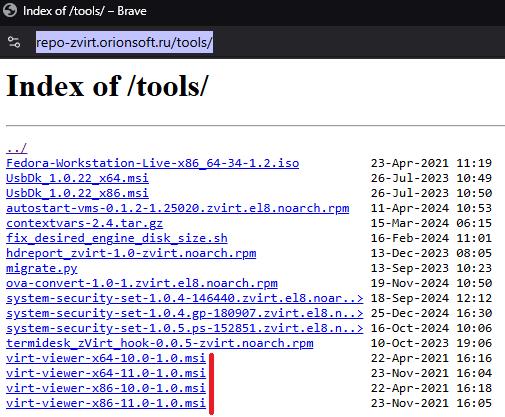 Index of /tools/ – Brave
repo-zvirt.orionsoft.ru/tools/
Index of /tools/
../
Fedora-Workstation-Live-x86_64-34-1.2.iso 23-Apr-2021 11:19
UsbDk_1.0.22_x64.msi 26-Jul-2023 10:49
UsbDk_1.0.22_x86.msi 26-Jul-2023 10:50
autostart-vms-0.1.2-1.25020.zvirt.el8.noarch.rpm 11-Apr-2024 10:53
contextvars-2.4.tar.gz 15-Mar-2024 06:15
fix_desired_engine_disk_size.sh 16-Feb-2024 11:01
hdreport_zvirt-1.0-zvirt.noarch.rpm 13-Dec-2023 08:05
migrate.py 13-Sep-2023 10:23
ova-convert-1.0-1.zvirt.el8.noarch.rpm 19-Nov-2024 10:50
system-security-set-1.0.4-146440.zvirt.el8.noar..> 18-Sep-2024 12:12
system-security-set-1.0.4.gp-180907.zvirt.el8.n..> 25-Dec-2024 16:30
system-security-set-1.0.5.ps-152851.zvirt.el8.n..> 16-Oct-2024 10:06
termidesk_zVirt_hook-0.0.5-zvirt.noarch.rpm 10-Oct-2023 19:06
virt-viewer-x64-10.0-1.0.msi 22-Apr-2021 16:16
virt-viewer-x64-11.0-1.0.msi 23-Nov-2021 16:04
virt-viewer-x86-10.0-1.0.msi 22-Apr-2021 16:18
virt-viewer-x86-11.0-1.0.msi 23-Nov-2021 16:05